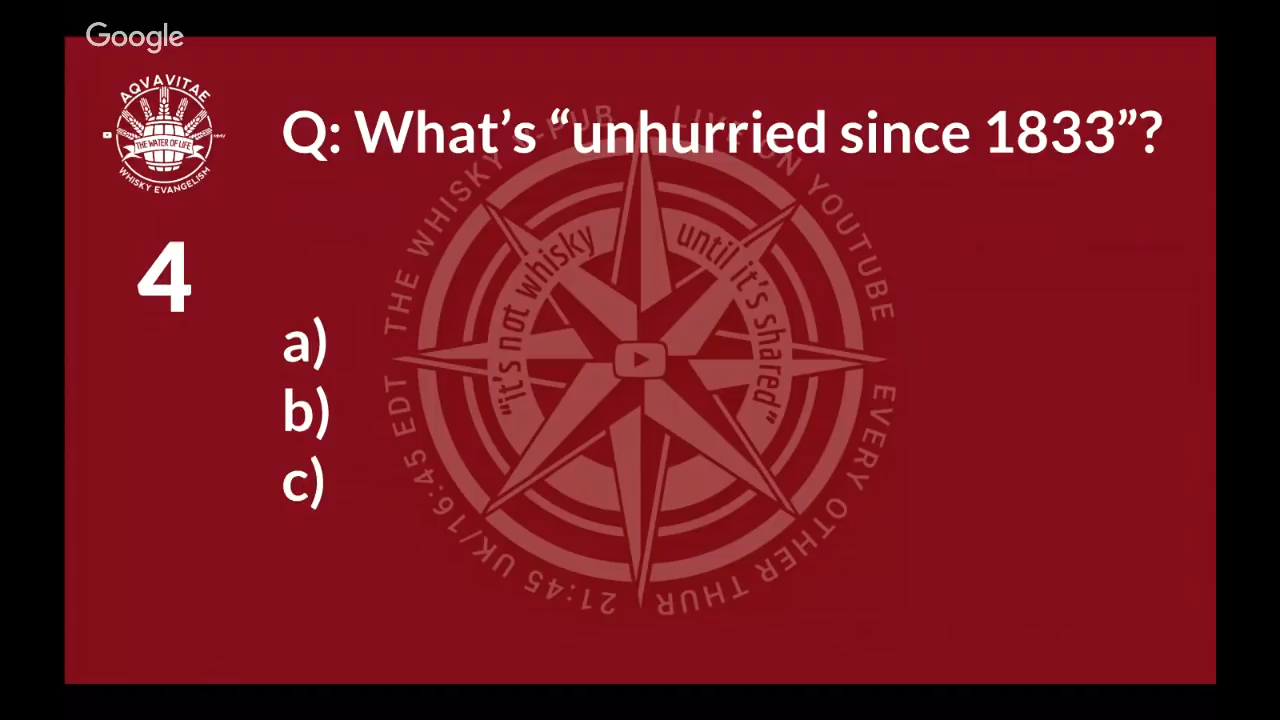 Google
AQVAVITAE
THE WATER OF LIFE
WHISKY EVANGELISM
Q: What's “unhurried since 1833”?
4
a)
b)
c)
THE WHISKY -PUB LIVE ON YOUTUBE
EVERY OTHER THUR 21:45 UK/16:45 EDT
"it's not whisky until it's shared"